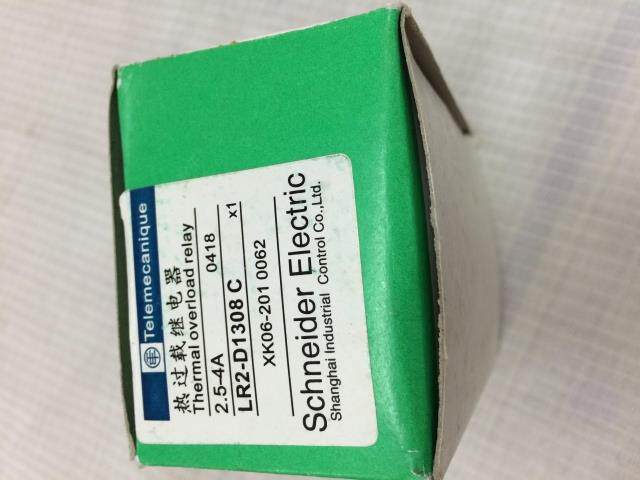 Telemecanique
热过载继电器
Thermal overload relay
2.5-4A 0418
LR2-D1308 C x1
XK06-201 0062
Schneider Electric
Shanghai Industrial Control Co.,Ltd.